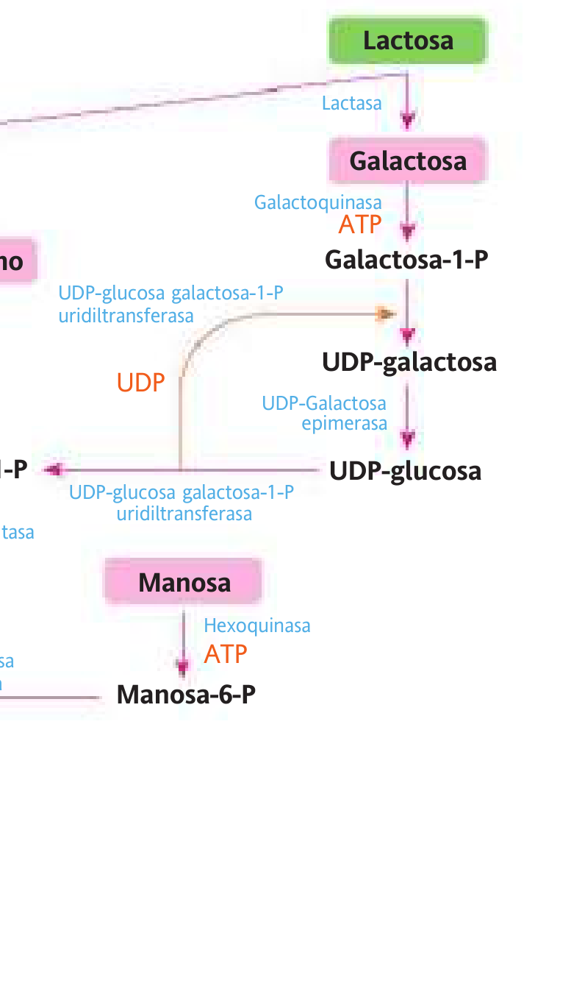 Lactosa
Lactasa
Galactosa
Galactoquinasa
ATP
Galactosa-1-P
UDP-glucosa galactosa-1-P
uridiltransferasa
UDP-galactosa
UDP
UDP-Galactosa
epimerasa
-P
UDP-glucosa
UDP-glucosa galactosa-1-P
uridiltransferasa
tasa
Manosa
Hexoquinasa
ATP
sa
Manosa-6-P